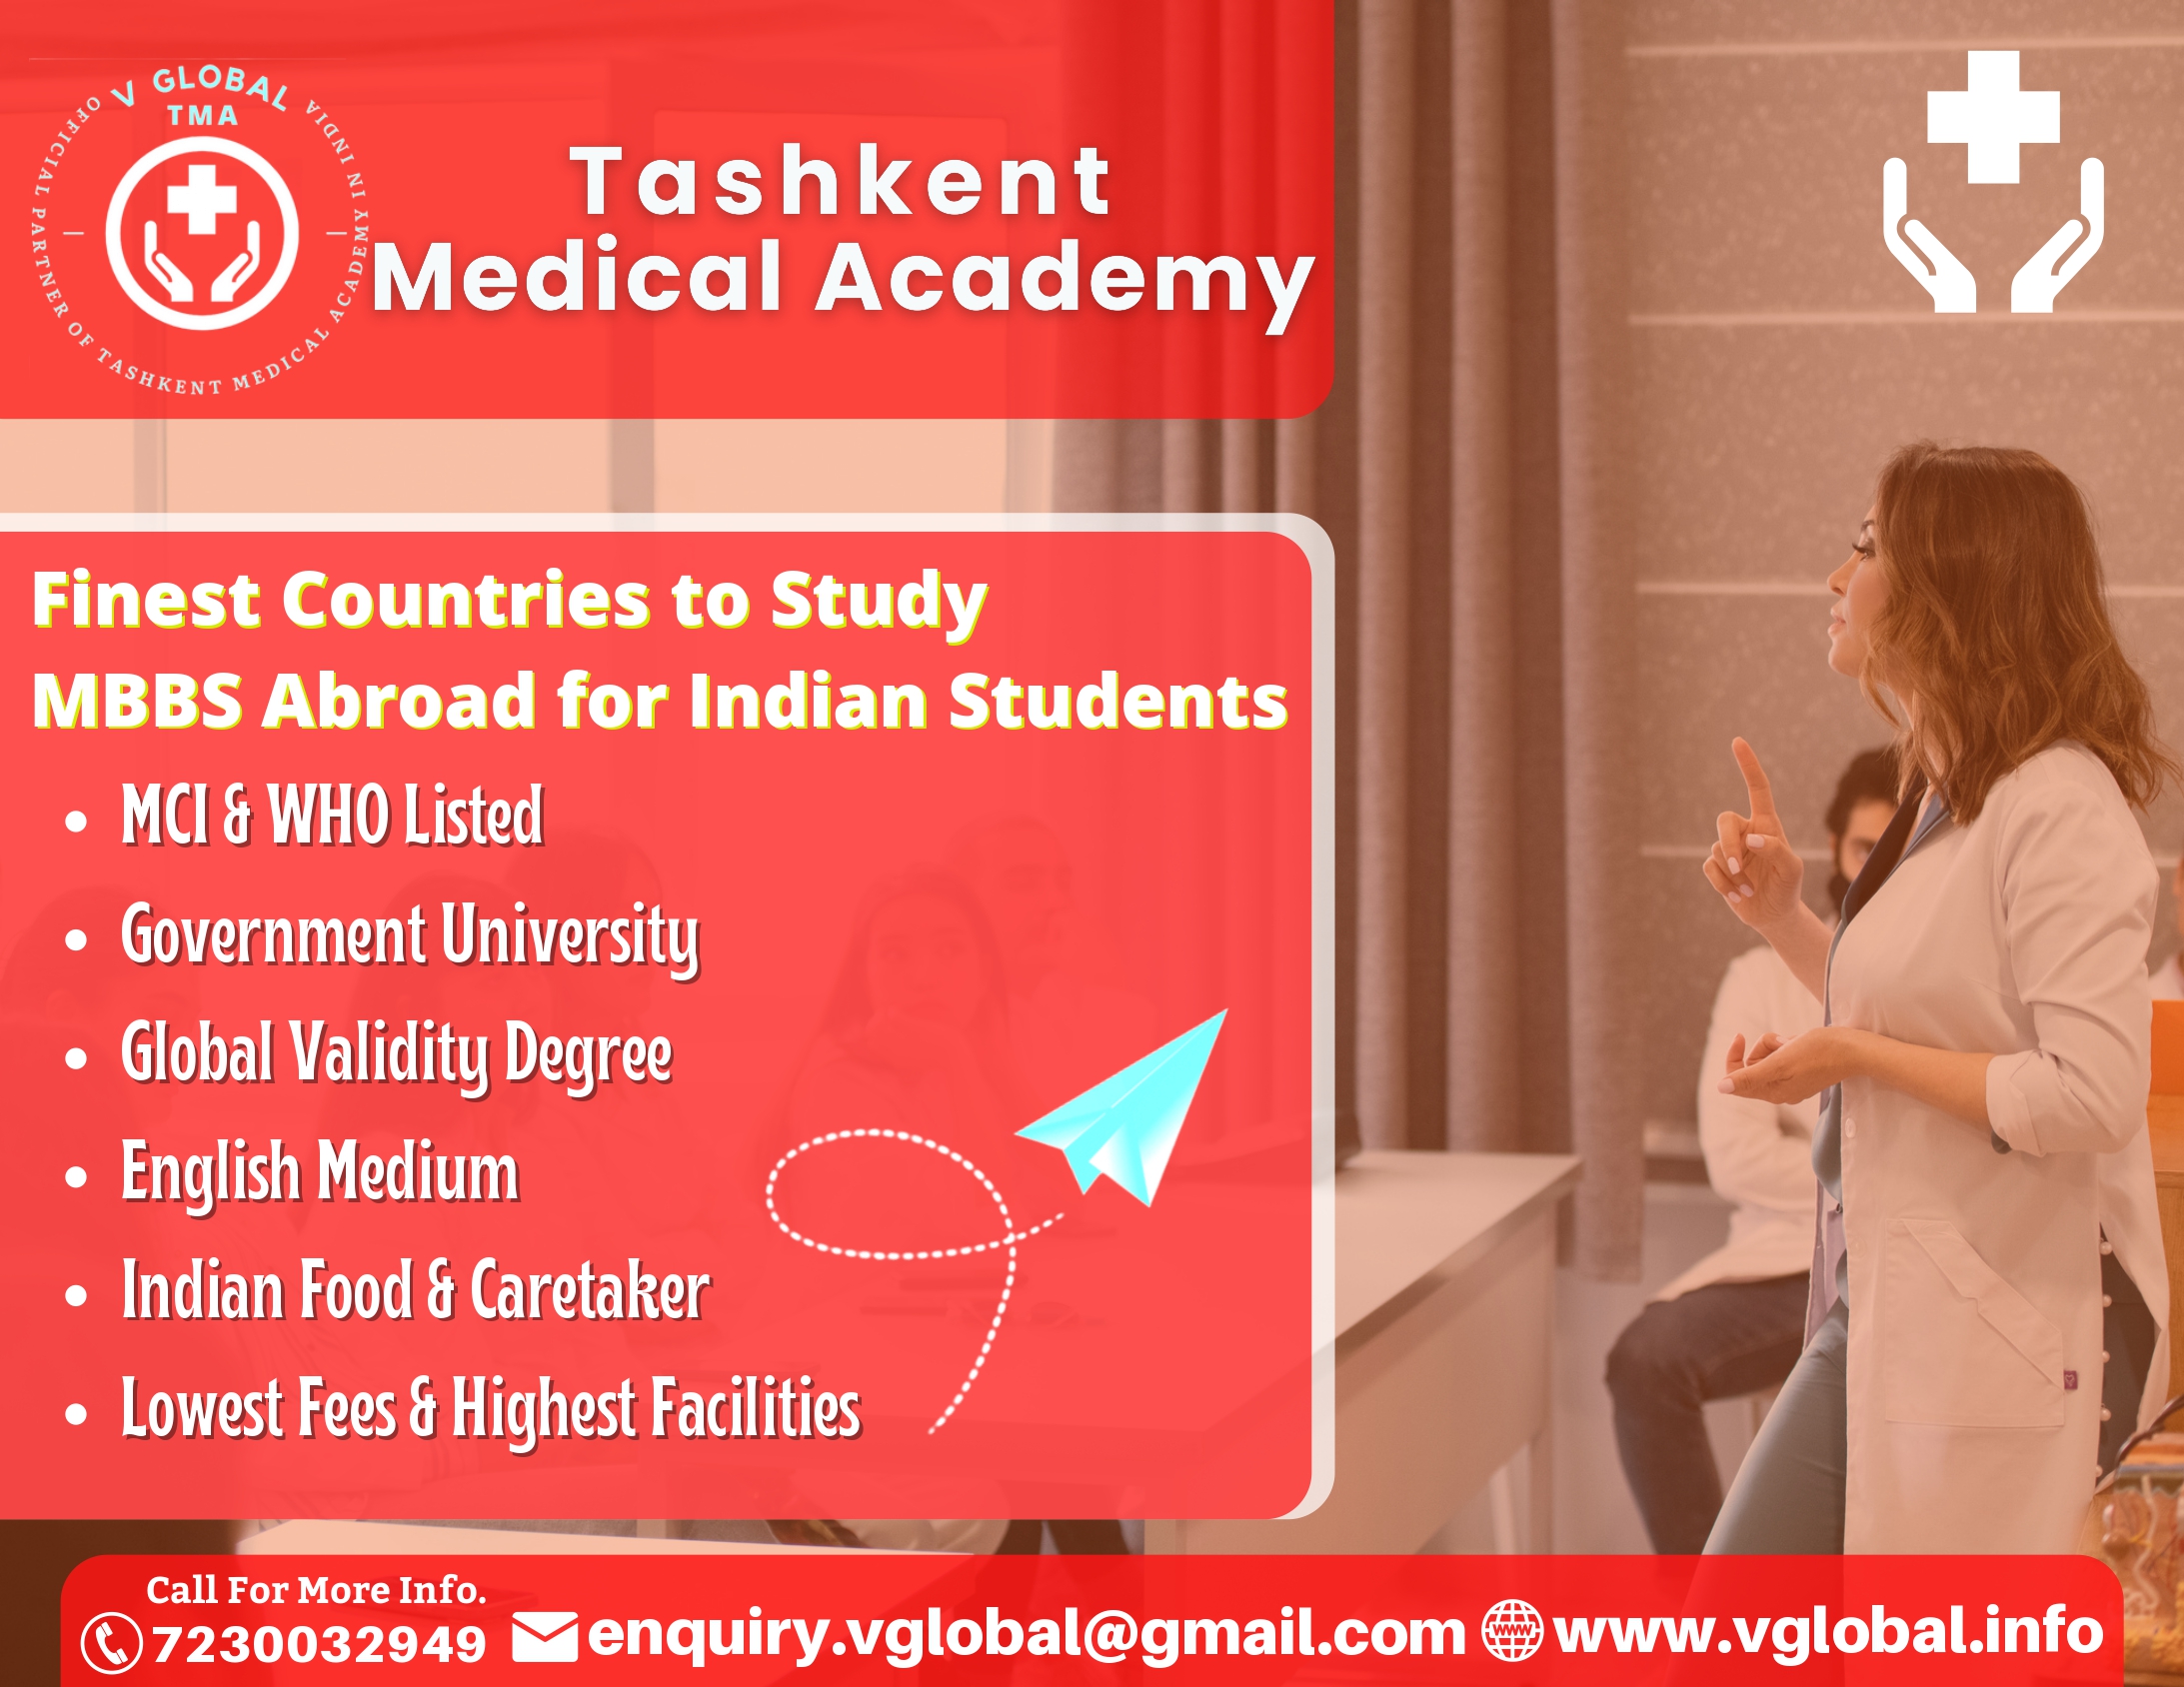 V GLOBAL
TMA
OFFICIAL PARTNER OF TASHKENT MEDICAL ACADEMY IN INDIA
Tashkent
Medical Academy
Finest Countries to Study
MBBS Abroad for Indian Students
• MCI & WHO Listed
• Government University
• Global Validity Degree
• English Medium
• Indian Food & Caretaker
• Lowest Fees & Highest Facilities
Call For More Info.
7230032949
enquiry.vglobal@gmail.com
www
www.vglobal.info